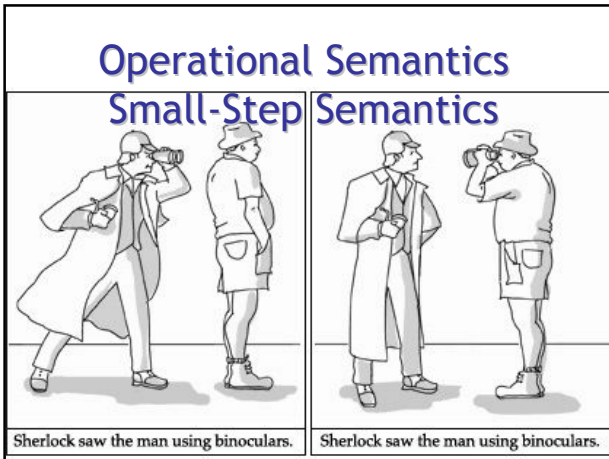 Operational Semantics
Small-Step Semantics
Sherlock saw the man using binoculars.
Sherlock saw the man using binoculars.